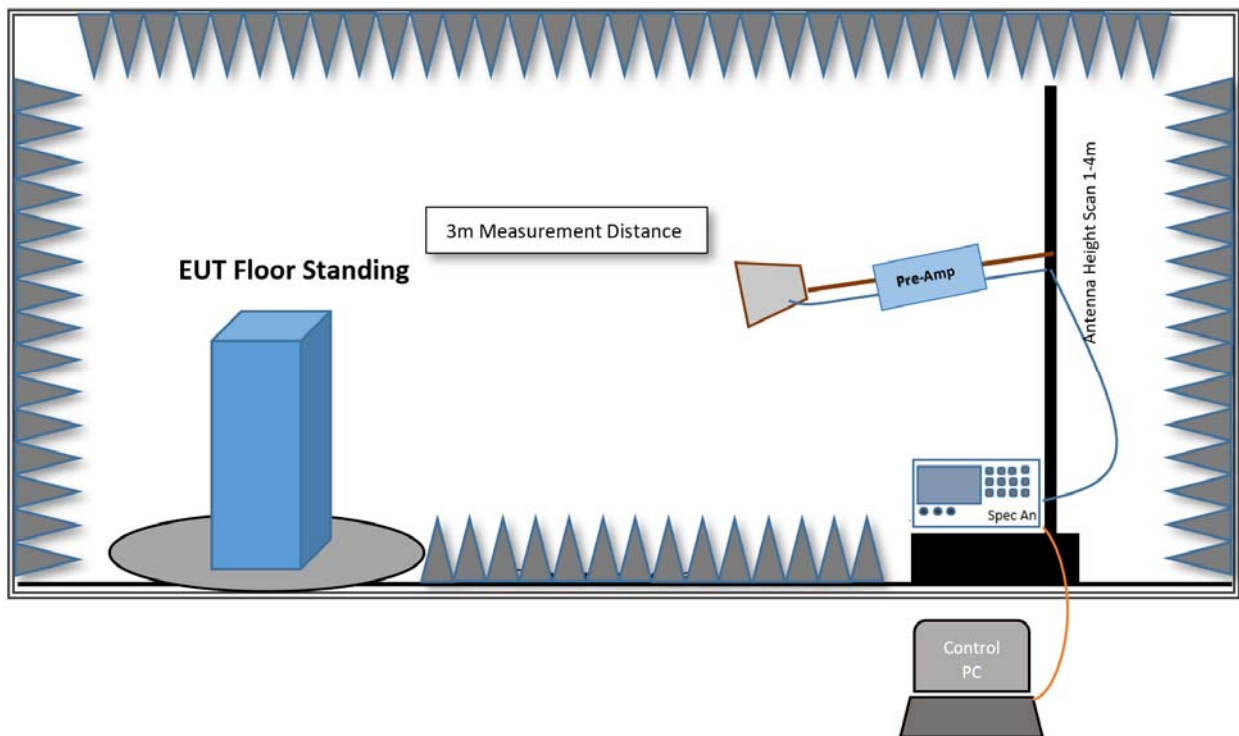 3m Measurement Distance
EUT Floor Standing
Pre-Amp
Antenna Height Scan 1-4m
Spec An
Control
PC